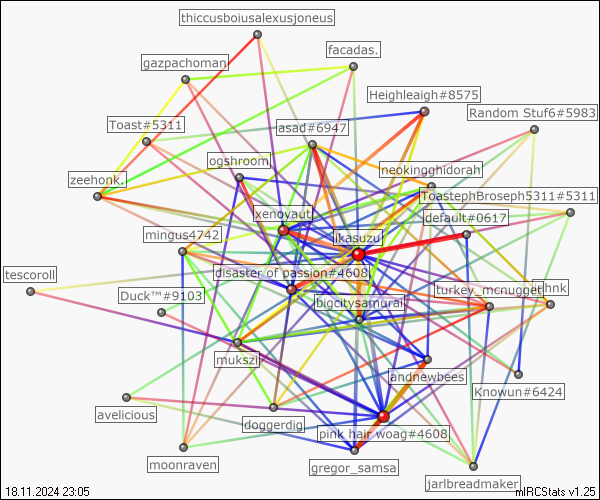 thiccusboiusalexusjoneus
facadas.
gazpachoman
Heighleaigh#8575
Random Stuf6#5983
Toast#5311
asad#6947
ogshroom.
neokingghidorah
zeehonk.
ToastephBroseph5311#5311
xenoyautl
default#0617
mingus4742
jkasuzu
tescoroll
disaster of passion#4608
Duck™#9103
bigcitysamurai
turkey_mcnugget
mukszi
andnewbees
Knowun#6424
avelicious
doggerdig
pink hair woag#4608
moonraven
gregor_samsa
jarlbreadmaker
18.11.2024 23:05
mIRCStats v1.25